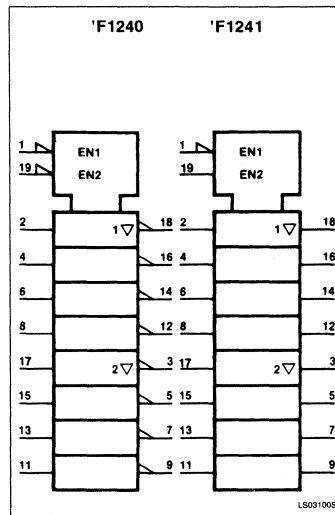 'F1240 'F1241
1 EN1 1 EN1
19 EN2 19 EN2
2 1 ▽ 18 2 1 ▽ 18
4 16 4 16
6 14 6 14
8 12 8 12
17 2 ▽ 3 17 2 ▽ 3
15 5 15 5
13 7 13 7
11 9 11 9
LS03100S